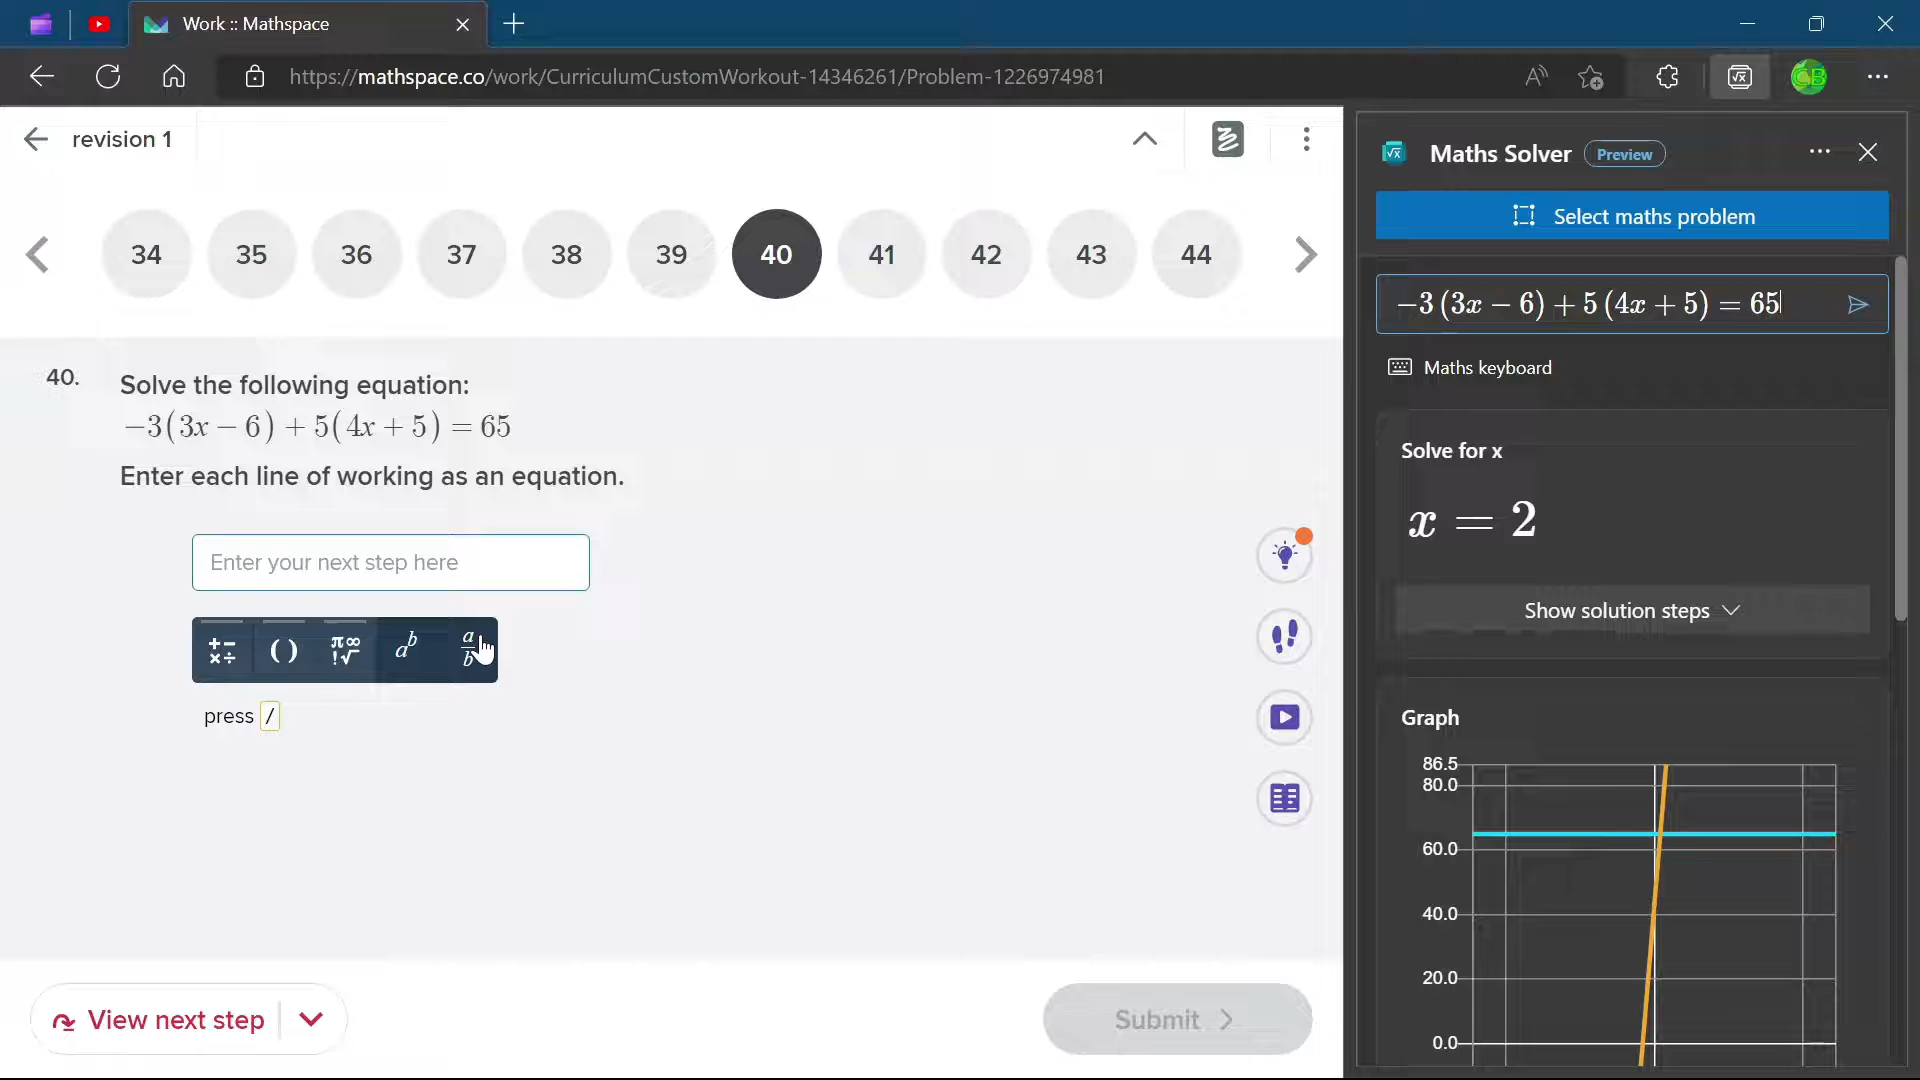 Work :: Mathspace
https://mathspace.co/work/CurriculumCustomWorkout-14346261/Problem-1226974981
CB
revision 1
34 35 36 37 38 39 40 41 42 43 44
40.
Solve the following equation:
−3(3x − 6) + 5(4x + 5) = 65
Enter each line of working as an equation.
Enter your next step here
+− ×÷ ( ) π∞ !√ a^b a/b
press /
View next step
Submit
Maths Solver Preview
Select maths problem
−3(3x − 6) + 5(4x + 5) = 65
Maths keyboard
Solve for x
x = 2
Show solution steps
Graph
86.5
80.0
60.0
40.0
20.0
0.0